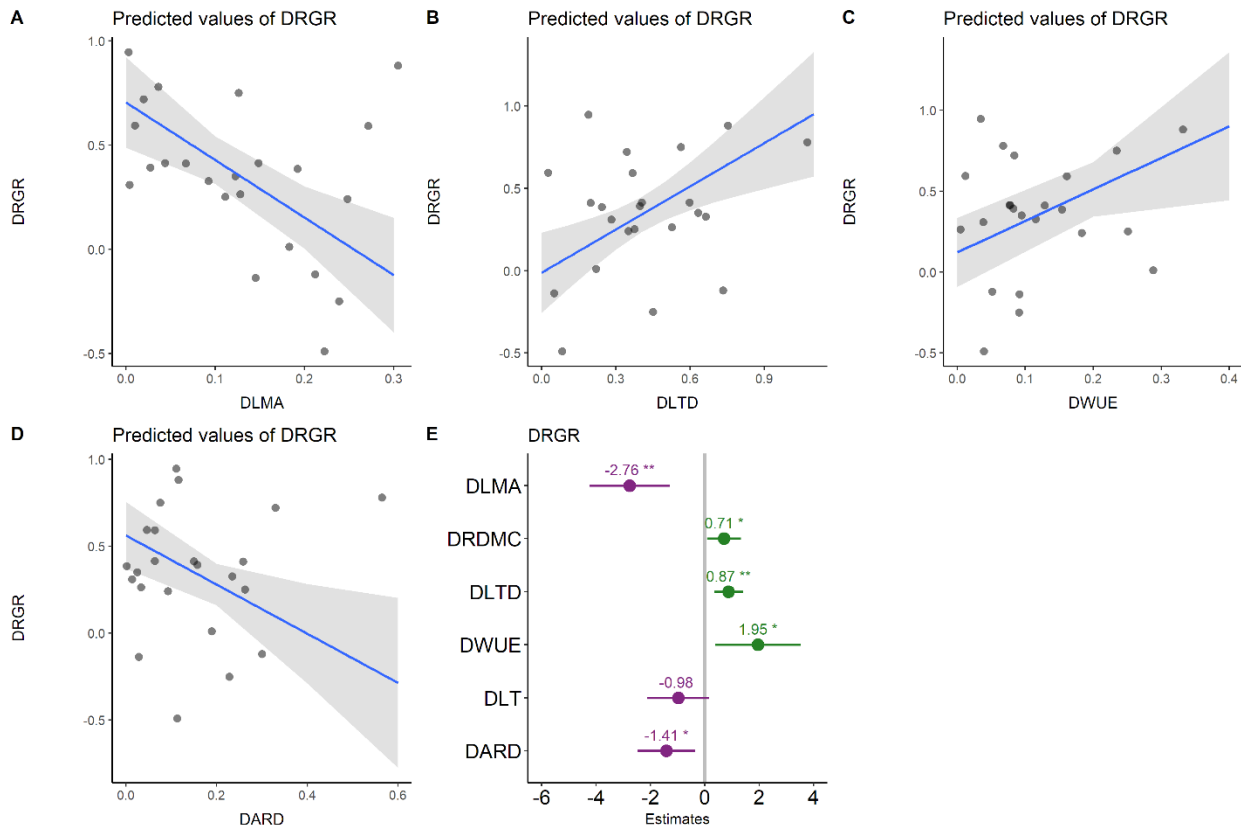 A
Predicted values of DRGR
DRGR
1.0
0.5
0.0
-0.5
0.0 0.1 0.2 0.3
DLMA
B
Predicted values of DRGR
DRGR
1.0
0.5
0.0
-0.5
0.0 0.3 0.6 0.9
DLTD
C
Predicted values of DRGR
DRGR
1.0
0.5
0.0
-0.5
0.0 0.1 0.2 0.3 0.4
DWUE
D
Predicted values of DRGR
DRGR
1.0
0.5
0.0
-0.5
0.0 0.2 0.4 0.6
DARD
E
DRGR
DLMA -2.76 **
DRDMC 0.71 *
DLTD 0.87 **
DWUE 1.95 *
DLT -0.98
DARD -1.41 *
-6 -4 -2 0 2 4
Estimates